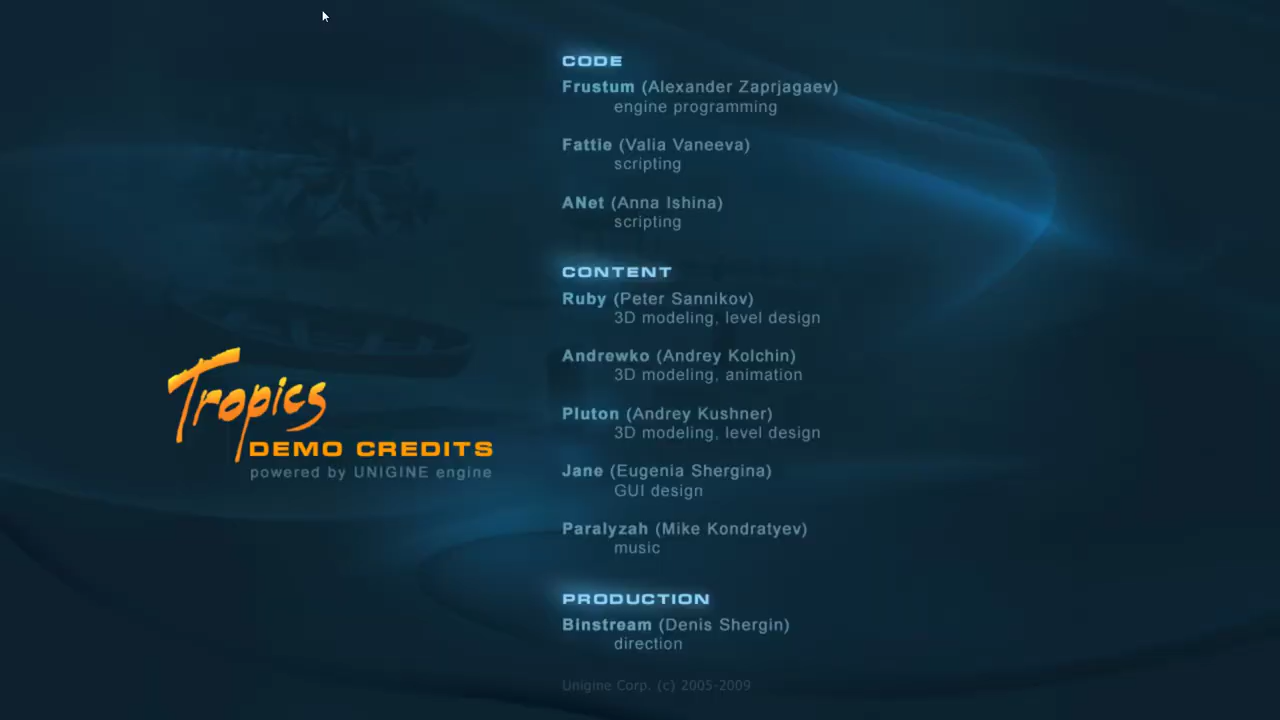 CODE
Frustum (Alexander Zaprjagaev)
engine programming
Fattie (Valia Vaneeva)
scripting
ANet (Anna Ishina)
scripting
CONTENT
Ruby (Peter Sannikov)
3D modeling, level design
Andrewko (Andrey Kolchin)
3D modeling, animation
Pluton (Andrey Kushner)
3D modeling, level design
Jane (Eugenia Shergina)
GUI design
Paralyzah (Mike Kondratyev)
music
PRODUCTION
Binstream (Denis Shergin)
direction
Unigine Corp. (c) 2005-2009
Tropics
DEMO CREDITS
powered by UNIGINE engine